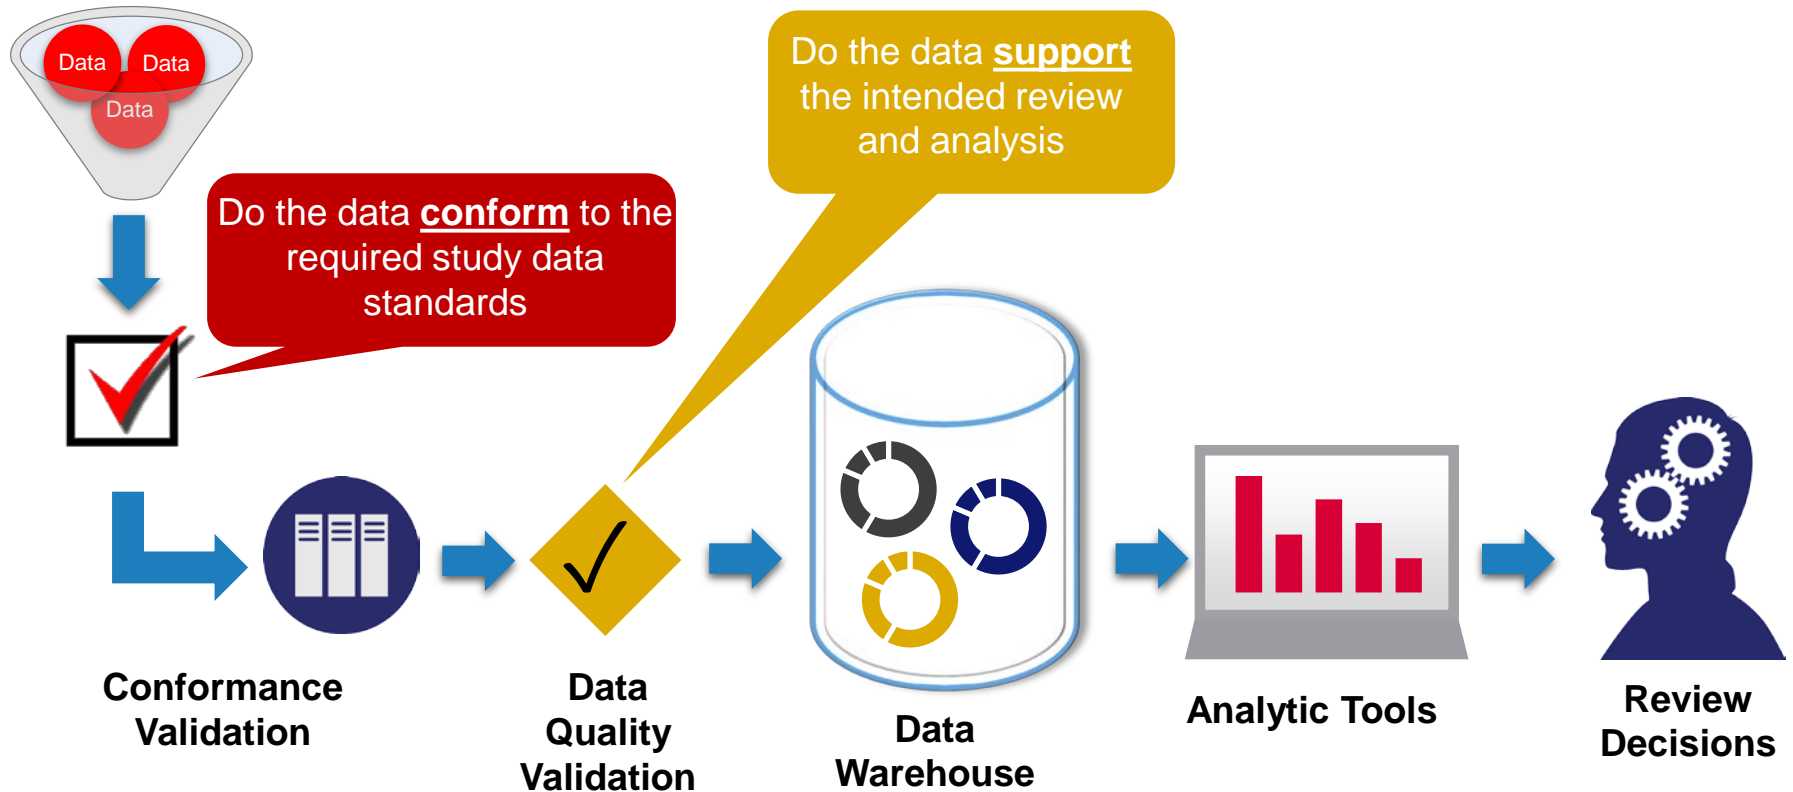 Data
Data
Data
Do the data support
the intended review
and analysis
Do the data conform to the
required study data
standards
Conformance
Validation
Data
Quality
Validation
Data
Warehouse
Analytic Tools
Review
Decisions